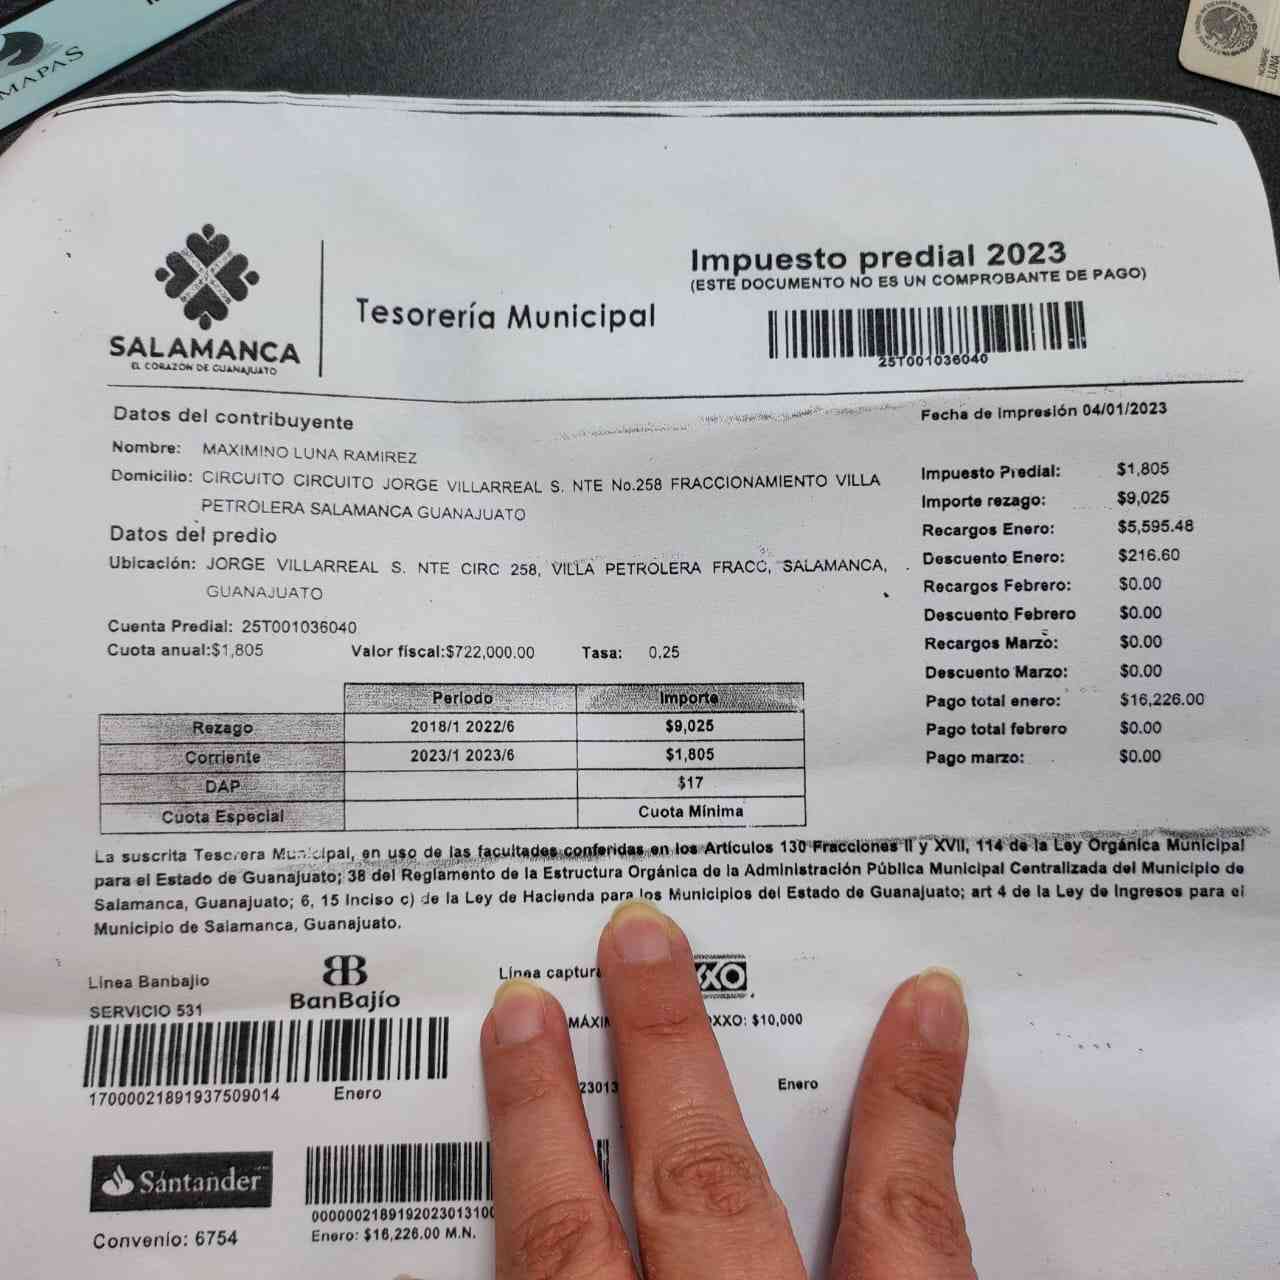 MAPAS
NOMBRE
LUNA
SALAMANCA
EL CORAZÓN DE GUANAJUATO
Tesorería Municipal
Impuesto predial 2023
(ESTE DOCUMENTO NO ES UN COMPROBANTE DE PAGO)
25T001036040
Datos del contribuyente
Fecha de impresión 04/01/2023
Nombre: MAXIMINO LUNA RAMIREZ
Domicilio: CIRCUITO CIRCUITO JORGE VILLARREAL S. NTE No.258 FRACCIONAMIENTO VILLA
PETROLERA SALAMANCA GUANAJUATO
Datos del predio
Ubicación: JORGE VILLARREAL S. NTE CIRC 258, VILLA PETROLERA FRACC, SALAMANCA,
GUANAJUATO
Cuenta Predial: 25T001036040
Cuota anual:$1,805 Valor fiscal:$722,000.00 Tasa: 0.25
Impuesto Predial: $1,805
Importe rezago: $9,025
Recargos Enero: $5,595.48
Descuento Enero: $216.60
Recargos Febrero: $0.00
Descuento Febrero $0.00
Recargos Marzo: $0.00
Descuento Marzo: $0.00
Pago total enero: $16,226.00
Pago total febrero $0.00
Pago marzo: $0.00
Periodo Importe
Rezago 2018/1 2022/6 $9,025
Corriente 2023/1 2023/6 $1,805
DAP $17
Cuota Especial Cuota Mínima
La suscrita Tesorera Municipal, en uso de las facultades conferidas en los Artículos 130 Fracciones II y XVII, 114 de la Ley Orgánica Municipal
para el Estado de Guanajuato; 38 del Reglamento de la Estructura Orgánica de la Administración Pública Municipal Centralizada del Municipio de
Salamanca, Guanajuato; 6, 15 Inciso c) de la Ley de Hacienda para los Municipios del Estado de Guanajuato; art 4 de la Ley de Ingresos para el
Municipio de Salamanca, Guanajuato.
Línea Banbajio
BanBajío
SERVICIO 531
17000021891937509014 Enero
Línea captura
XXO
MÁXIM XXO: $10,000
23013 Enero
Santander
Convenio: 6754
0000002189192023013100
Enero: $16,226.00 M.N.